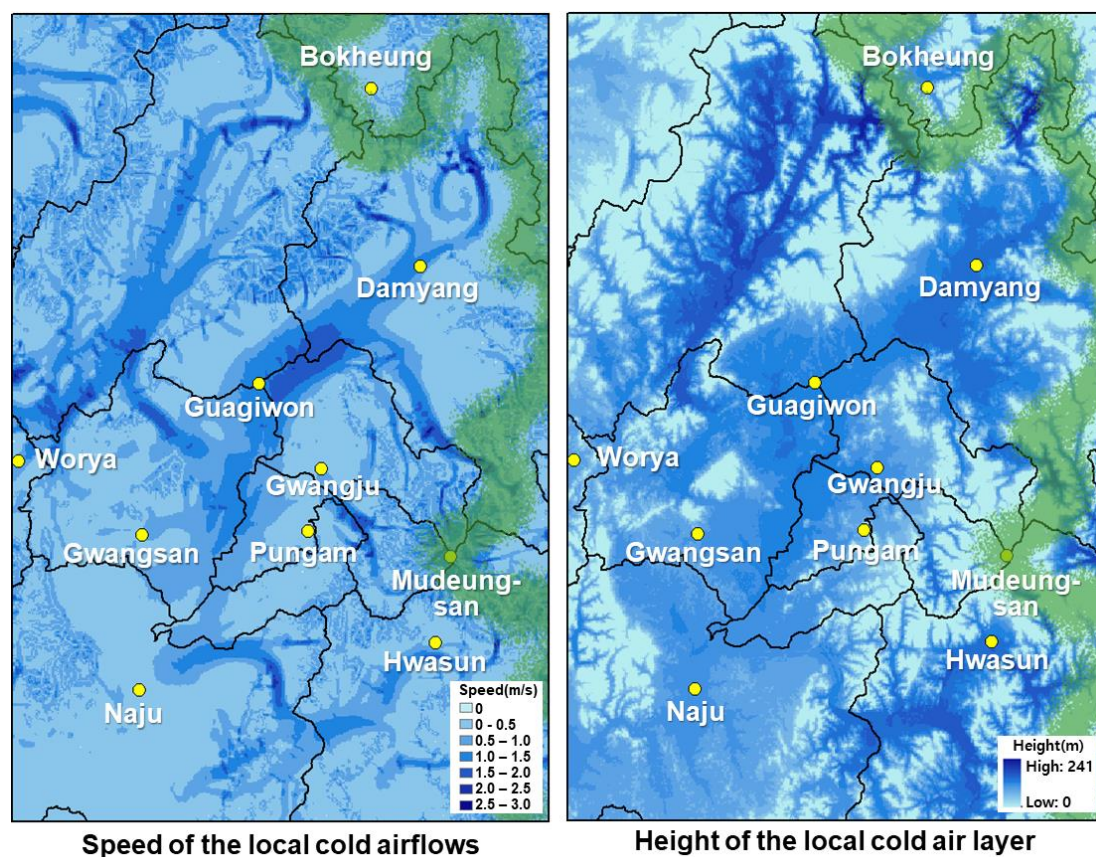 Bokheung
Damyang
Guagiwon
Worya
Gwangju
Gwangsan
Pungam
Mudeung-
san
Hwasun
Naju
Speed(m/s)
0
0 - 0.5
0.5 – 1.0
1.0 – 1.5
1.5 – 2.0
2.0 – 2.5
2.5 – 3.0
Speed of the local cold airflows
Bokheung
Damyang
Guagiwon
Worya
Gwangju
Gwangsan
Pungam
Mudeung-
san
Hwasun
Naju
Height(m)
High: 241
Low: 0
Height of the local cold air layer